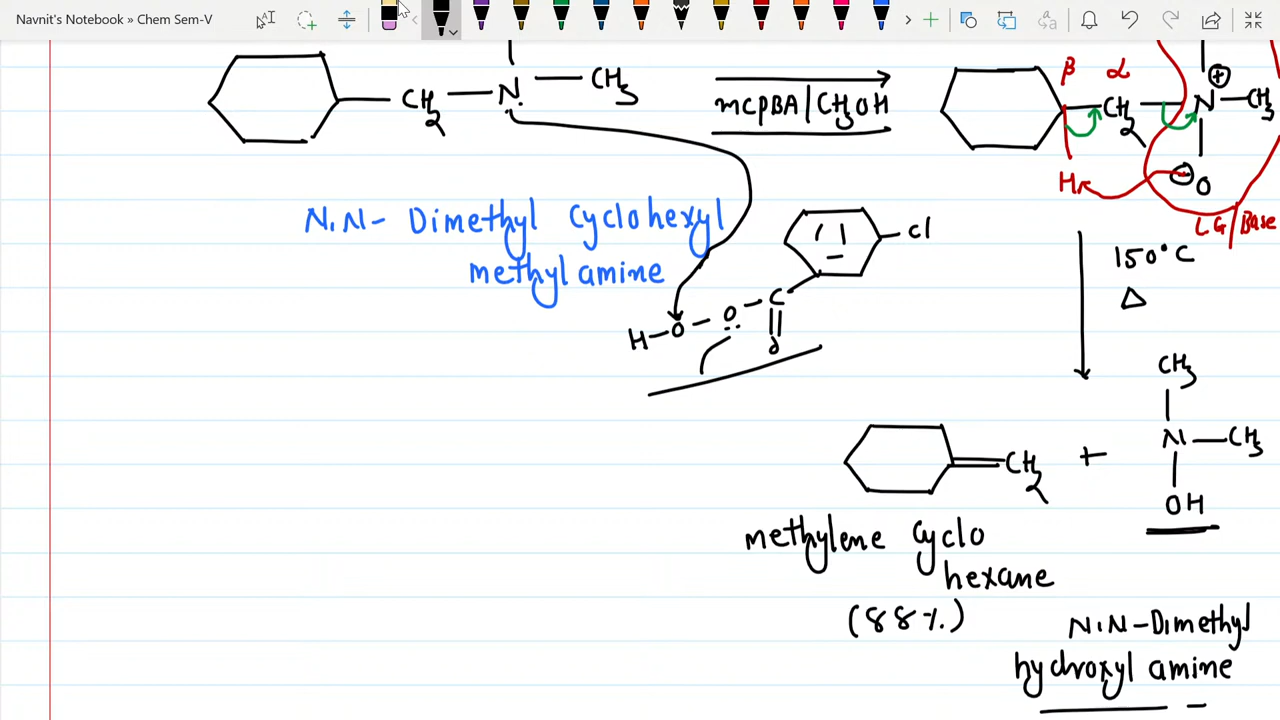 Navnit's Notebook » Chem Sem-V
CH2 — N — CH3
mCPBA/CH3OH
β α
CH2 — N — CH3
⊕
H
⊖ O
LG/Base
N,N- Dimethyl Cyclohexyl
methyl amine
Cl
H—O—O—C
O
150°C
Δ
CH3
CH2 + N—CH3
OH
methylene Cyclo
hexane
(88%)
N,N-Dimethyl
hydroxyl amine